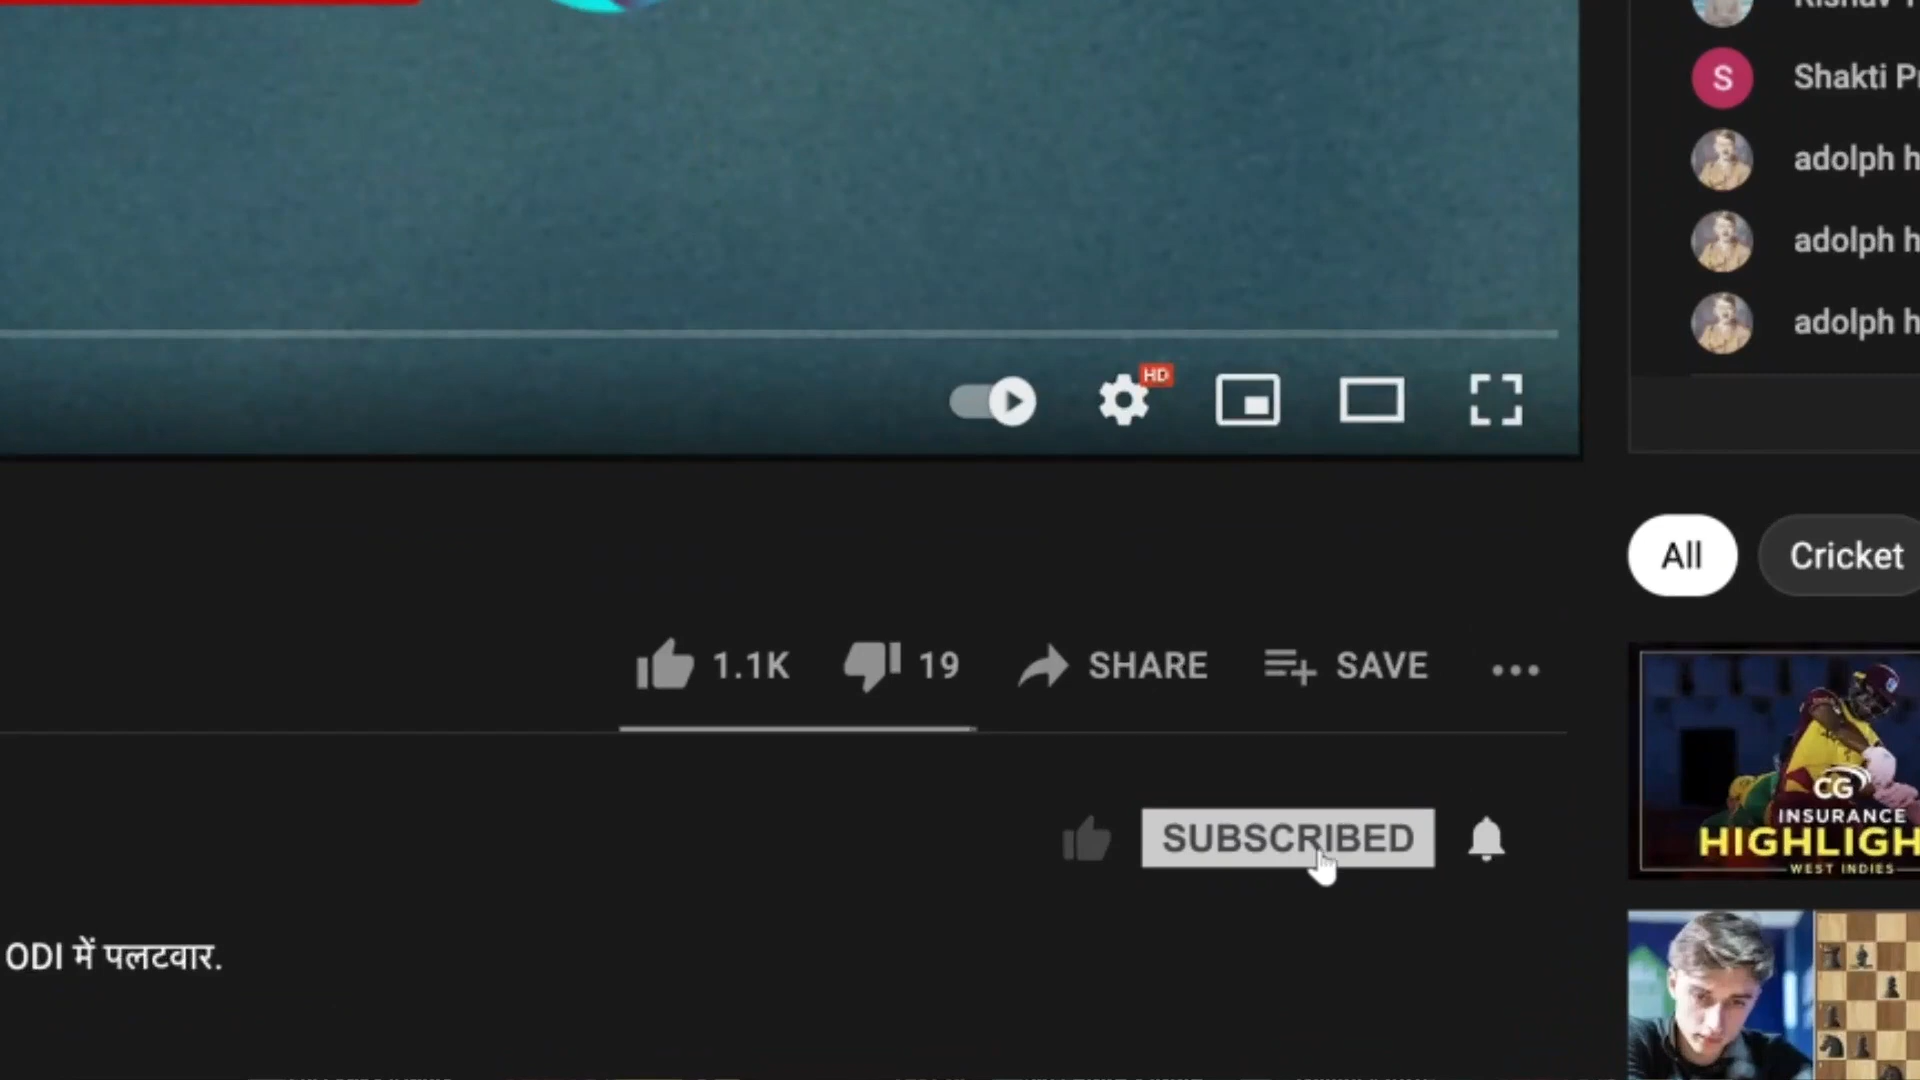 Shakti
adolph
adolph
adolph
HD
All
Cricket
1.1K
19
SHARE
SAVE
CG
INSURANCE
WEST INDIES
SUBSCRIBED
ODI में पलटवार.